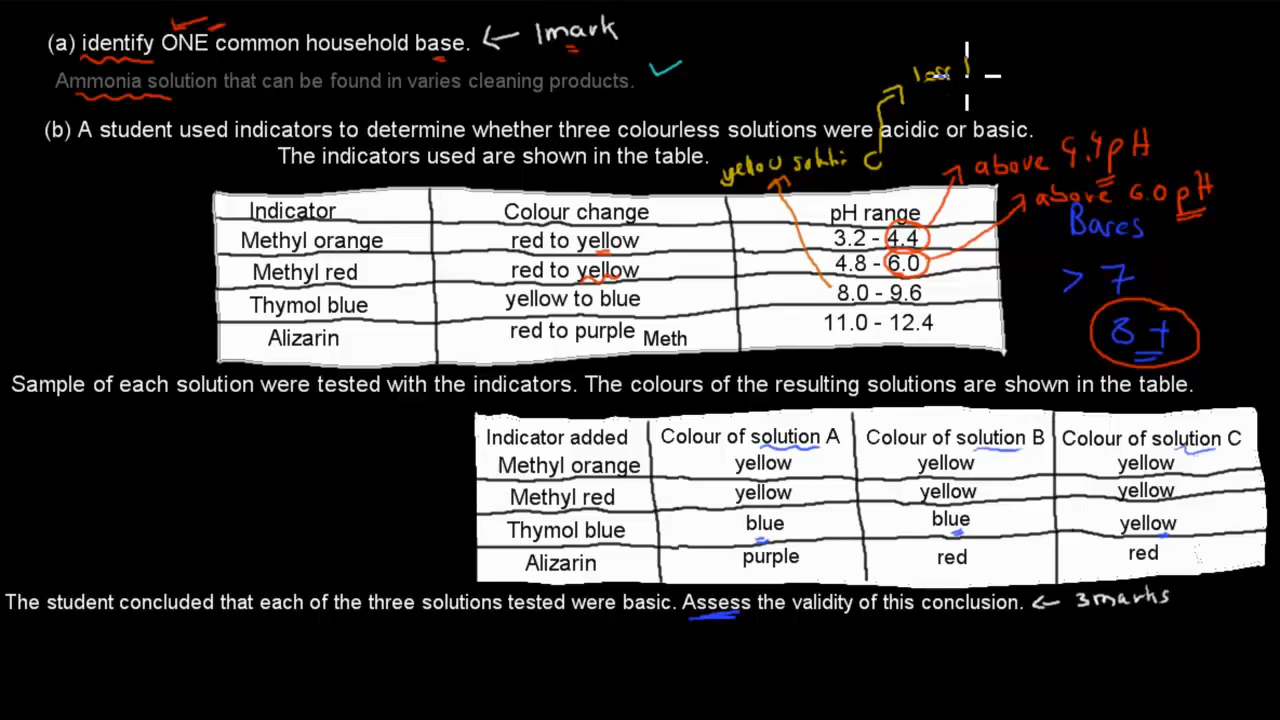 (a) identify ONE common household base. ← 1 mark
Ammonia solution that can be found in varies cleaning products.
less
(b) A student used indicators to determine whether three colourless solutions were acidic or basic.
The indicators used are shown in the table.
yellow C
above 4.4 pH
above 6.0 pH
Bases
> 7
8 +
Indicator Colour change pH range
Methyl orange red to yellow 3.2 - 4.4
Methyl red red to yellow 4.8 - 6.0
Thymol blue yellow to blue 8.0 - 9.6
Alizarin red to purple Meth 11.0 - 12.4
Sample of each solution were tested with the indicators. The colours of the resulting solutions are shown in the table.
Indicator added Colour of solution A Colour of solution B Colour of solution C
Methyl orange yellow yellow yellow
Methyl red yellow yellow yellow
Thymol blue blue blue yellow
Alizarin purple red red
The student concluded that each of the three solutions tested were basic. Assess the validity of this conclusion. ← 3 marks